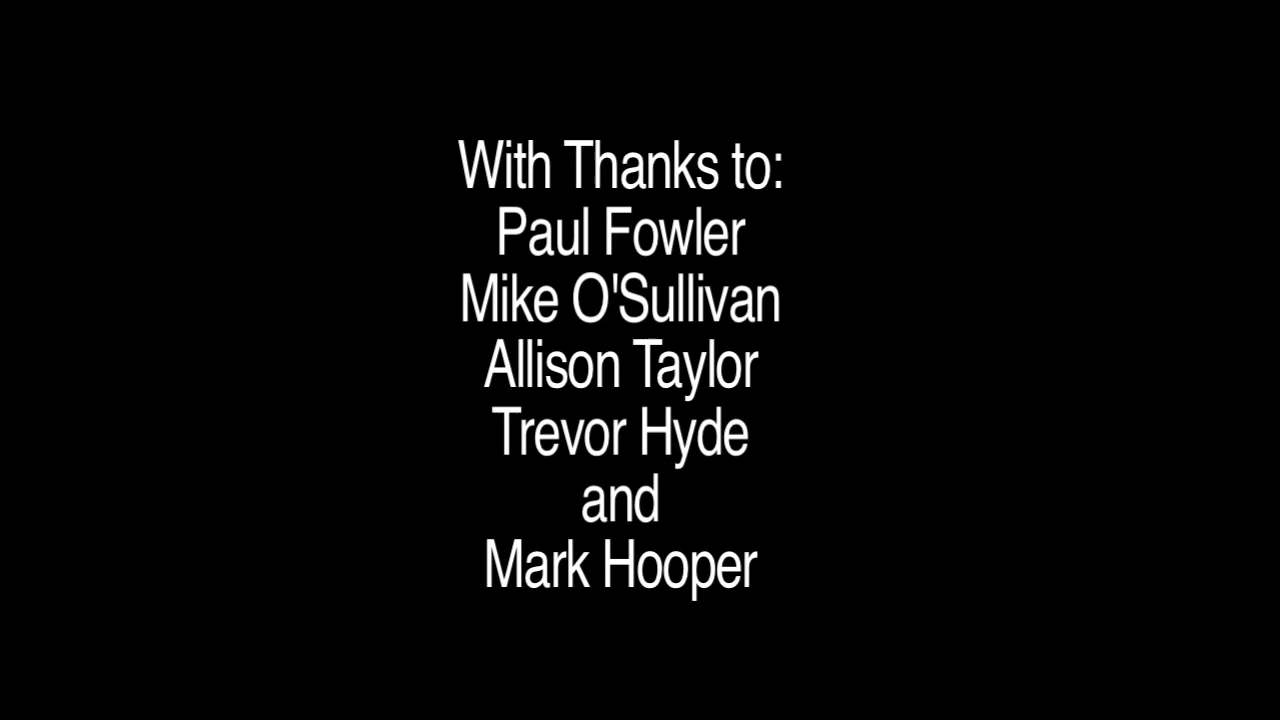 With Thanks to:
Paul Fowler
Mike O'Sullivan
Allison Taylor
Trevor Hyde
and
Mark Hooper